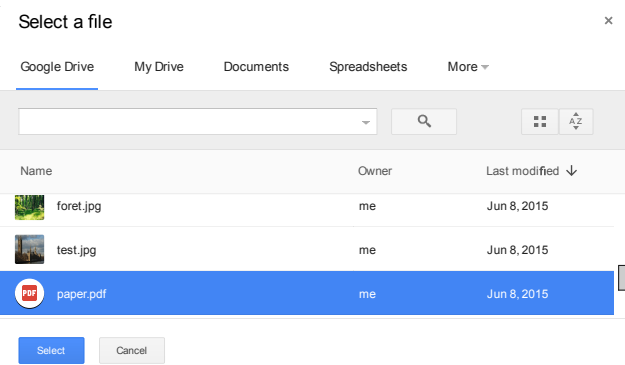 Select a file ×
Google Drive My Drive Documents Spreadsheets More
A Z
Name Owner Last modified
foret.jpg me Jun 8, 2015
test.jpg me Jun 8, 2015
PDF paper.pdf me Jun 8, 2015
Select Cancel